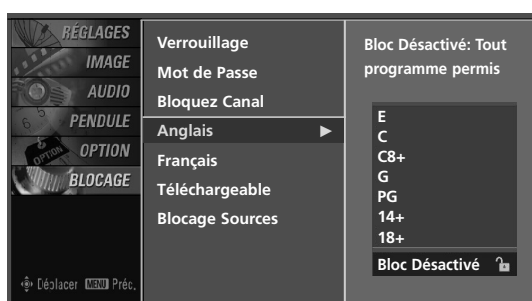 RÉGLAGES
IMAGE
AUDIO
PENDULE
OPTION
BLOCAGE
Déplacer MENU Préc.
Verrouillage
Mot de Passe
Bloquez Canal
Anglais
Français
Téléchargeable
Blocage Sources
Bloc Désactivé: Tout
programme permis
E
C
C8+
G
PG
14+
18+
Bloc Désactivé